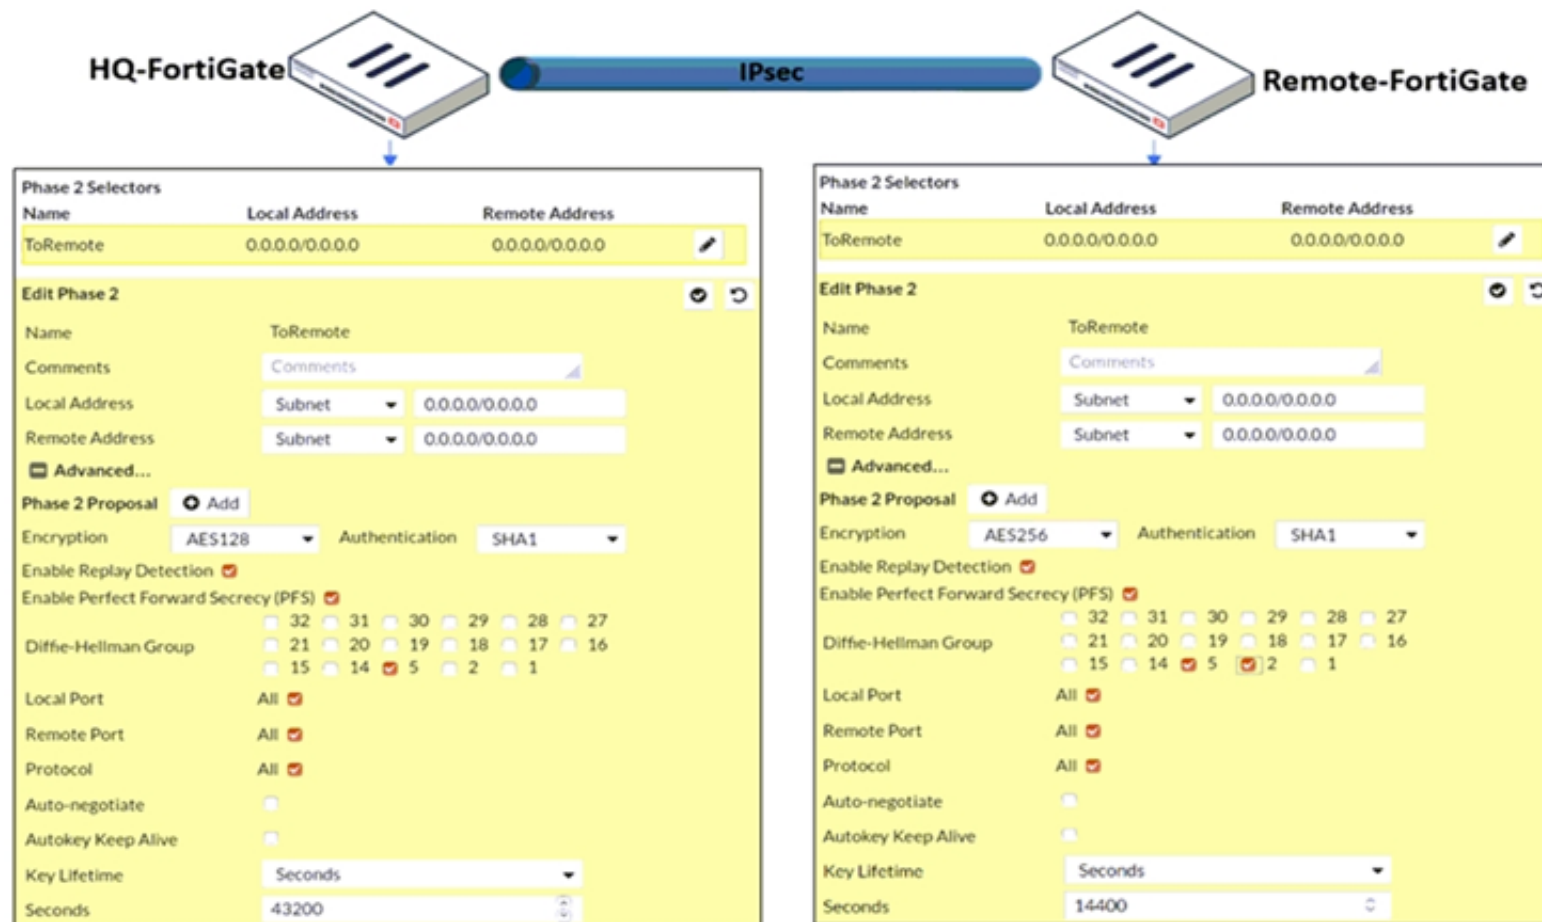 HQ-FortiGate
IPsec
Remote-FortiGate
Phase 2 Selectors
Name Local Address Remote Address
ToRemote 0.0.0.0/0.0.0.0 0.0.0.0/0.0.0.0
Edit Phase 2
Name ToRemote
Comments Comments
Local Address Subnet 0.0.0.0/0.0.0.0
Remote Address Subnet 0.0.0.0/0.0.0.0
Advanced...
Phase 2 Proposal Add
Encryption AES128 Authentication SHA1
Enable Replay Detection
Enable Perfect Forward Secrecy (PFS)
32 31 30 29 28 27
Diffie-Hellman Group 21 20 19 18 17 16
15 14 5 2 1
Local Port All
Remote Port All
Protocol All
Auto-negotiate
Autokey Keep Alive
Key Lifetime Seconds
Seconds 43200
Phase 2 Selectors
Name Local Address Remote Address
ToRemote 0.0.0.0/0.0.0.0 0.0.0.0/0.0.0.0
Edit Phase 2
Name ToRemote
Comments Comments
Local Address Subnet 0.0.0.0/0.0.0.0
Remote Address Subnet 0.0.0.0/0.0.0.0
Advanced...
Phase 2 Proposal Add
Encryption AES256 Authentication SHA1
Enable Replay Detection
Enable Perfect Forward Secrecy (PFS)
32 31 30 29 28 27
Diffie-Hellman Group 21 20 19 18 17 16
15 14 5 2 1
Local Port All
Remote Port All
Protocol All
Auto-negotiate
Autokey Keep Alive
Key Lifetime Seconds
Seconds 14400